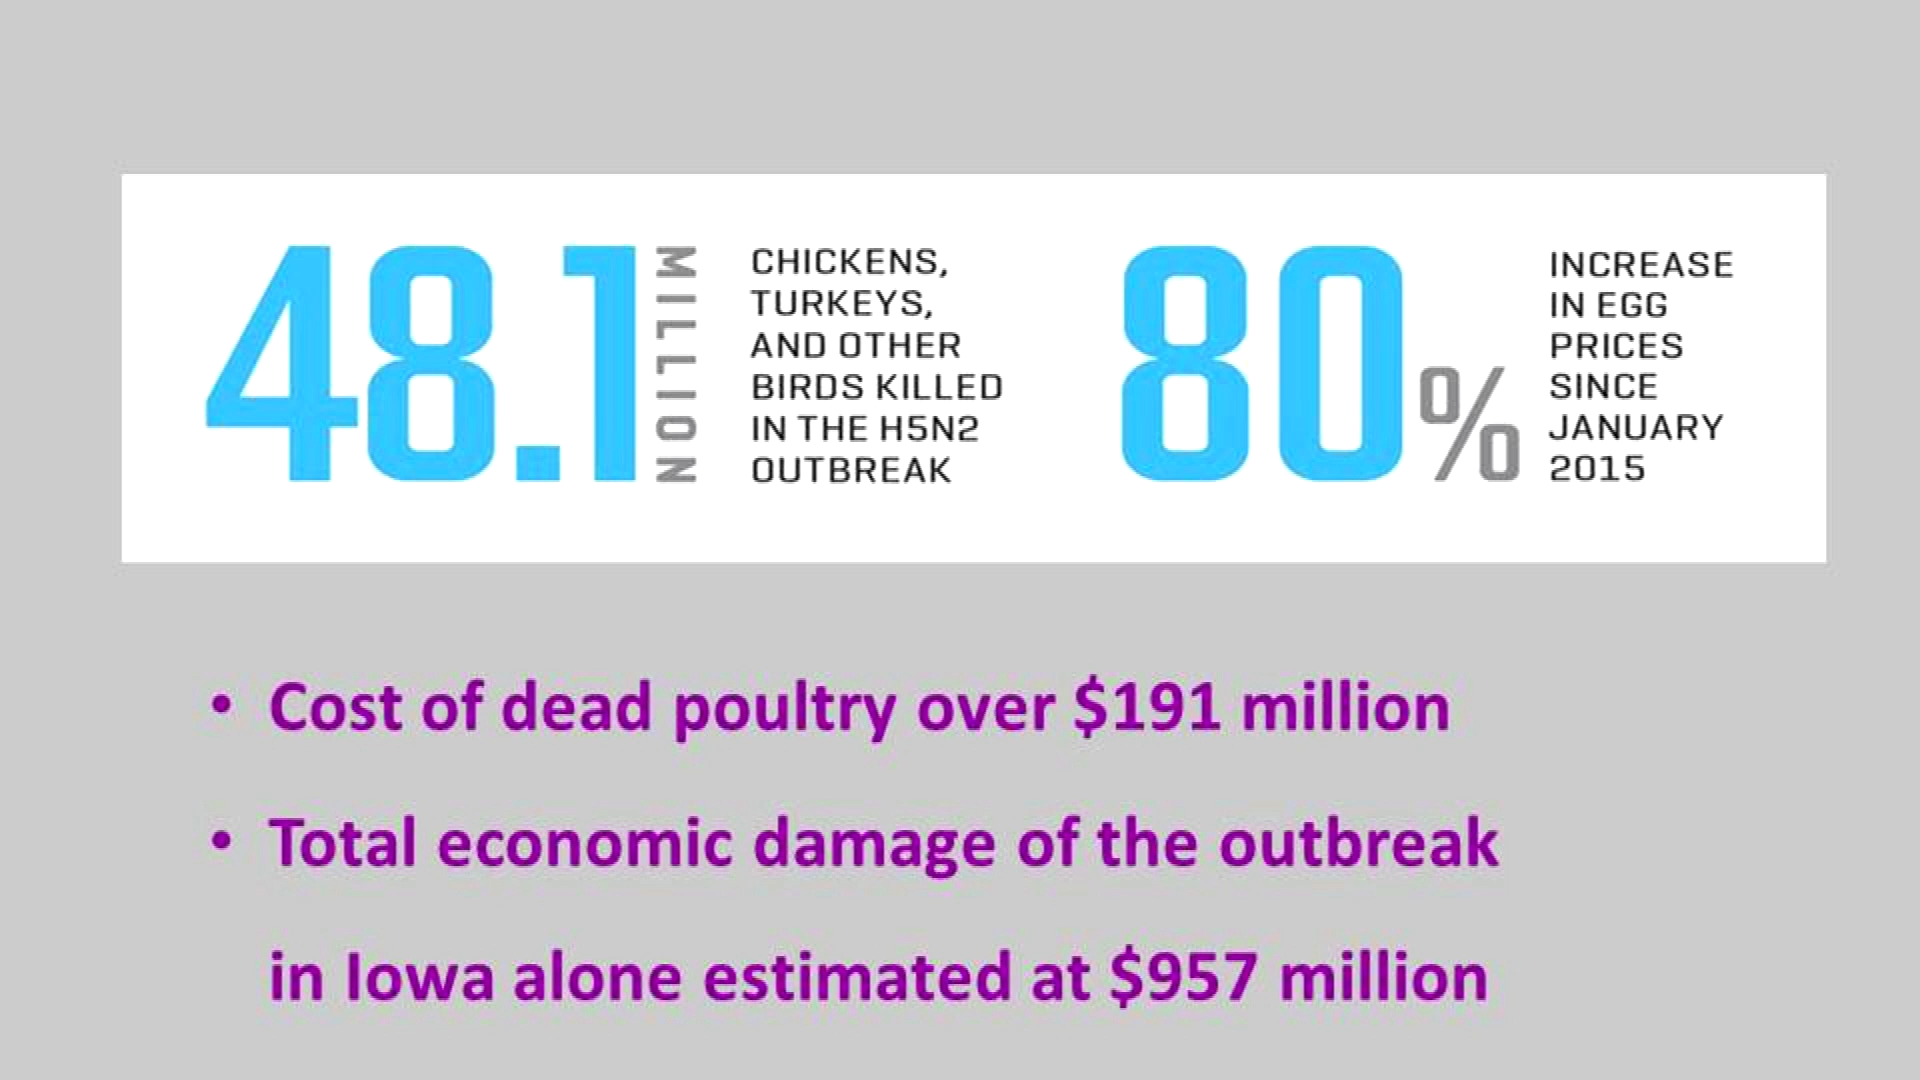 48.1
MILLION
CHICKENS,
TURKEYS,
AND OTHER
BIRDS KILLED
IN THE H5N2
OUTBREAK
80%
INCREASE
IN EGG
PRICES
SINCE
JANUARY
2015
• Cost of dead poultry over $191 million
• Total economic damage of the outbreak
in Iowa alone estimated at $957 million